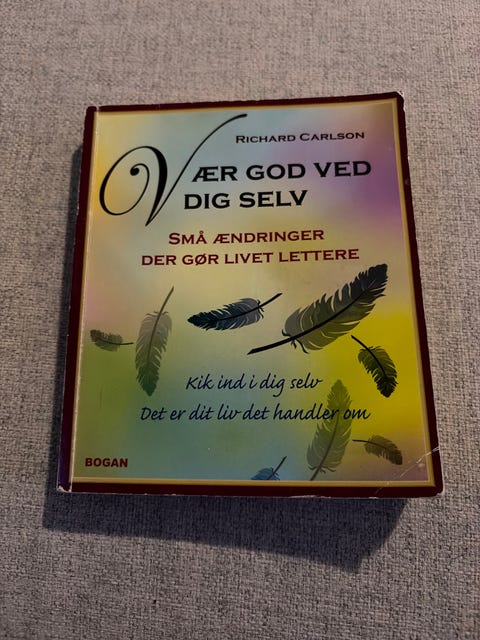 RICHARD CARLSON
VÆR GOD VED
DIG SELV
SMÅ ÆNDRINGER
DER GØR LIVET LETTERE
Kik ind i dig selv
Det er dit liv det handler om
BOGAN